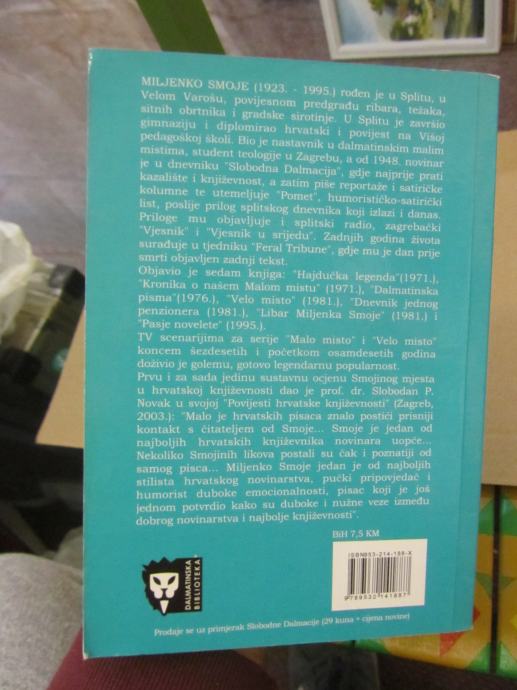 MILJENKO SMOJE (1923. - 1995.) rođen je u Splitu, u
Velom Varošu, povijesnom predgrađu ribara, težaka,
sitnih obrtnika i gradske sirotinje. U Splitu je završio
gimnaziju i diplomirao hrvatski i povijest na Višoj
pedagoškoj školi. Bio je nastavnik u dalmatinskim malim
mistima, student teologije u Zagrebu, a od 1948. novinar
je u dnevniku "Slobodna Dalmacija", gdje najprije prati
kazalište i književnost, a zatim piše reportaže i satiričke
kolumne te utemeljuje "Pomet", humorističko-satirički
list, poslije prilog splitskog dnevnika koji izlazi i danas.
Priloge mu objavljuje i splitski radio, zagrebački
"Vjesnik" i "Vjesnik u srijedu". Zadnjih godina života
surađuje u tjedniku "Feral Tribune", gdje mu je dan prije
smrti objavljen zadnji tekst.
Objavio je sedam knjiga: "Hajdučka legenda"(1971.),
"Kronika o našem Malom mistu" (1971.), "Dalmatinska
pisma"(1976.), "Velo misto" (1981.), "Dnevnik jednog
penzionera (1981.), "Libar Miljenka Smoje" (1981.) i
"Pasje novelete" (1995.).
TV scenarijima za serije "Malo misto" i "Velo misto"
koncem šezdesetih i početkom osamdesetih godina
doživio je golemu, gotovo legendarnu popularnost.
Prvu i za sada jedinu sustavnu ocjenu Smojinog mjesta
u hrvatskoj književnosti dao je prof. dr. Slobodan P.
Novak u svojoj "Povijesti hrvatske književnosti" (Zagreb,
2003.): "Malo je hrvatskih pisaca znalo postići prisniji
kontakt s čitateljem od Smoje... Smoje je jedan od
najboljih hrvatskih književnika novinara uopće...
Nekoliko Smojinih likova postali su čak i poznatiji od
samog pisca... Miljenko Smoje jedan je od najboljih
stilista hrvatskog novinarstva, pučki pripovjedač i
humorist duboke emocionalnosti, pisac koji je još
jednom potvrdio kako su duboke i nužne veze između
dobrog novinarstva i najbolje književnosti".
BiH 7,5 KM
ISBN953-214-188-X
9789532141887
DALMATINSKA
BIBLIOTEKA
Prodaje se uz primjerak Slobodne Dalmacije (29 kuna + cijena novine)